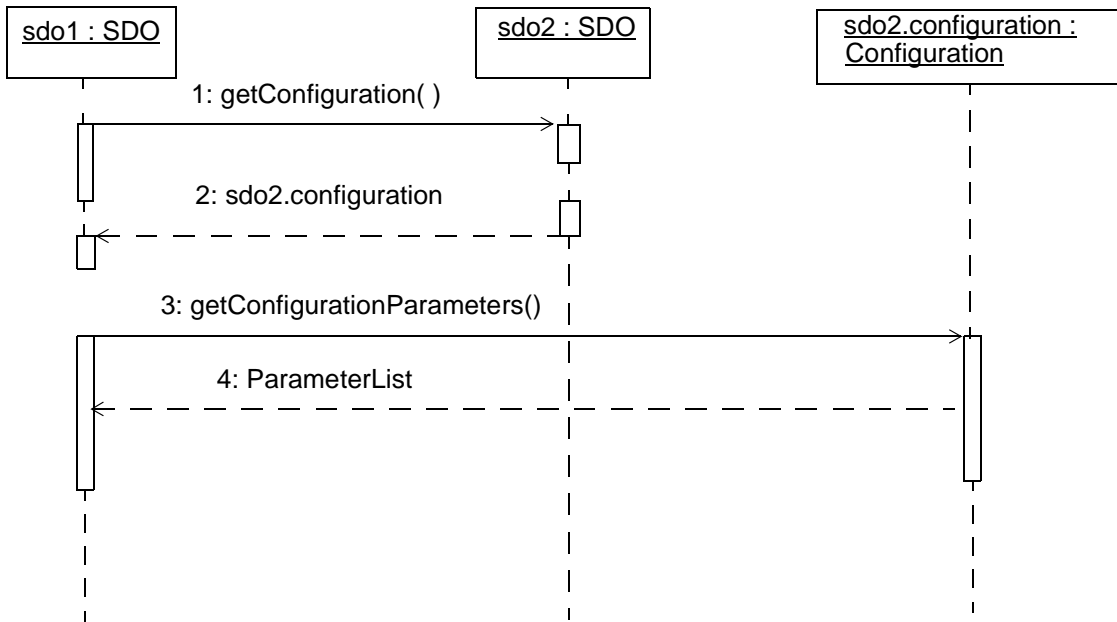 sdo1 : SDO
sdo2 : SDO
sdo2.configuration :
Configuration
1: getConfiguration( )
2: sdo2.configuration
3: getConfigurationParameters()
4: ParameterList